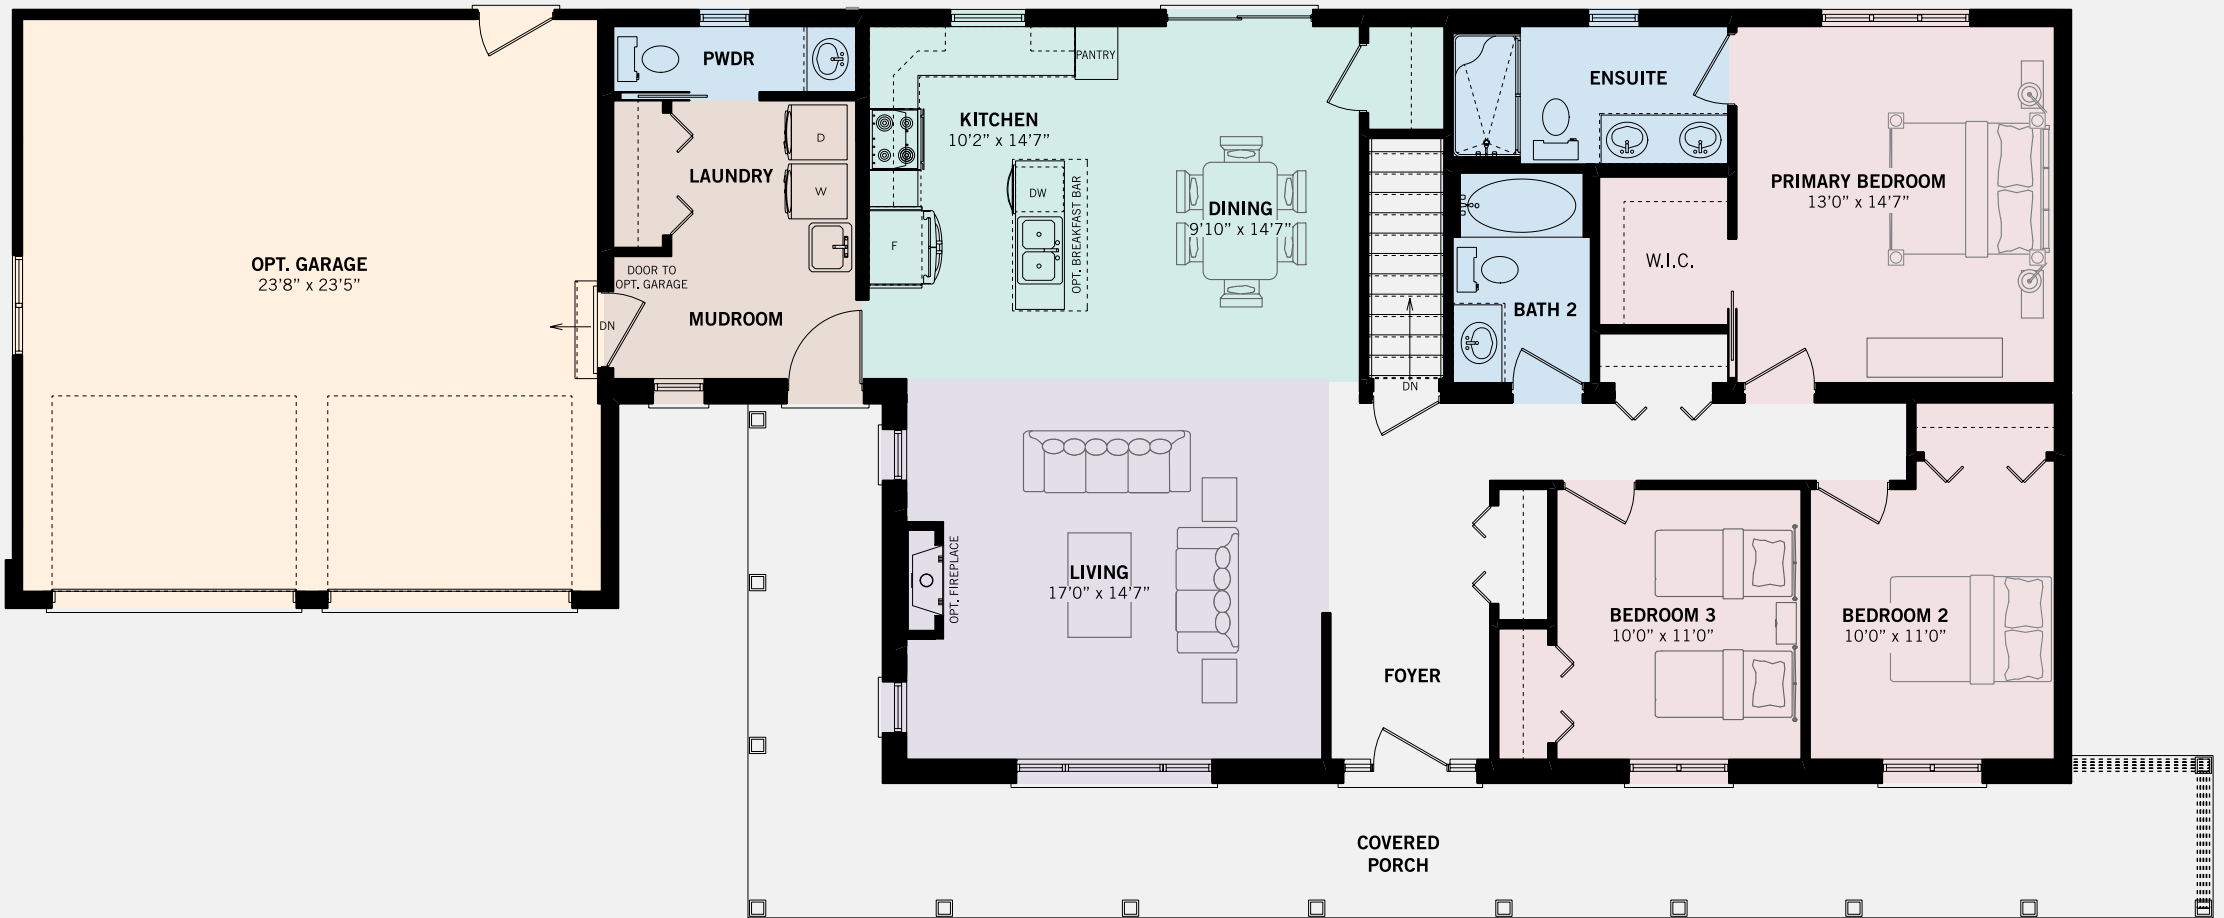 PWDR
PANTRY
ENSUITE
KITCHEN
10'2" x 14'7"
D
LAUNDRY
W
DW
OPT. BREAKFAST BAR
DINING
9'10" x 14'7"
PRIMARY BEDROOM
13'0" x 14'7"
F
W.I.C.
OPT. GARAGE
23'8" x 23'5"
DOOR TO
OPT. GARAGE
MUDROOM
DN
BATH 2
DN
OPT. FIREPLACE
LIVING
17'0" x 14'7"
BEDROOM 3
10'0" x 11'0"
BEDROOM 2
10'0" x 11'0"
FOYER
COVERED
PORCH